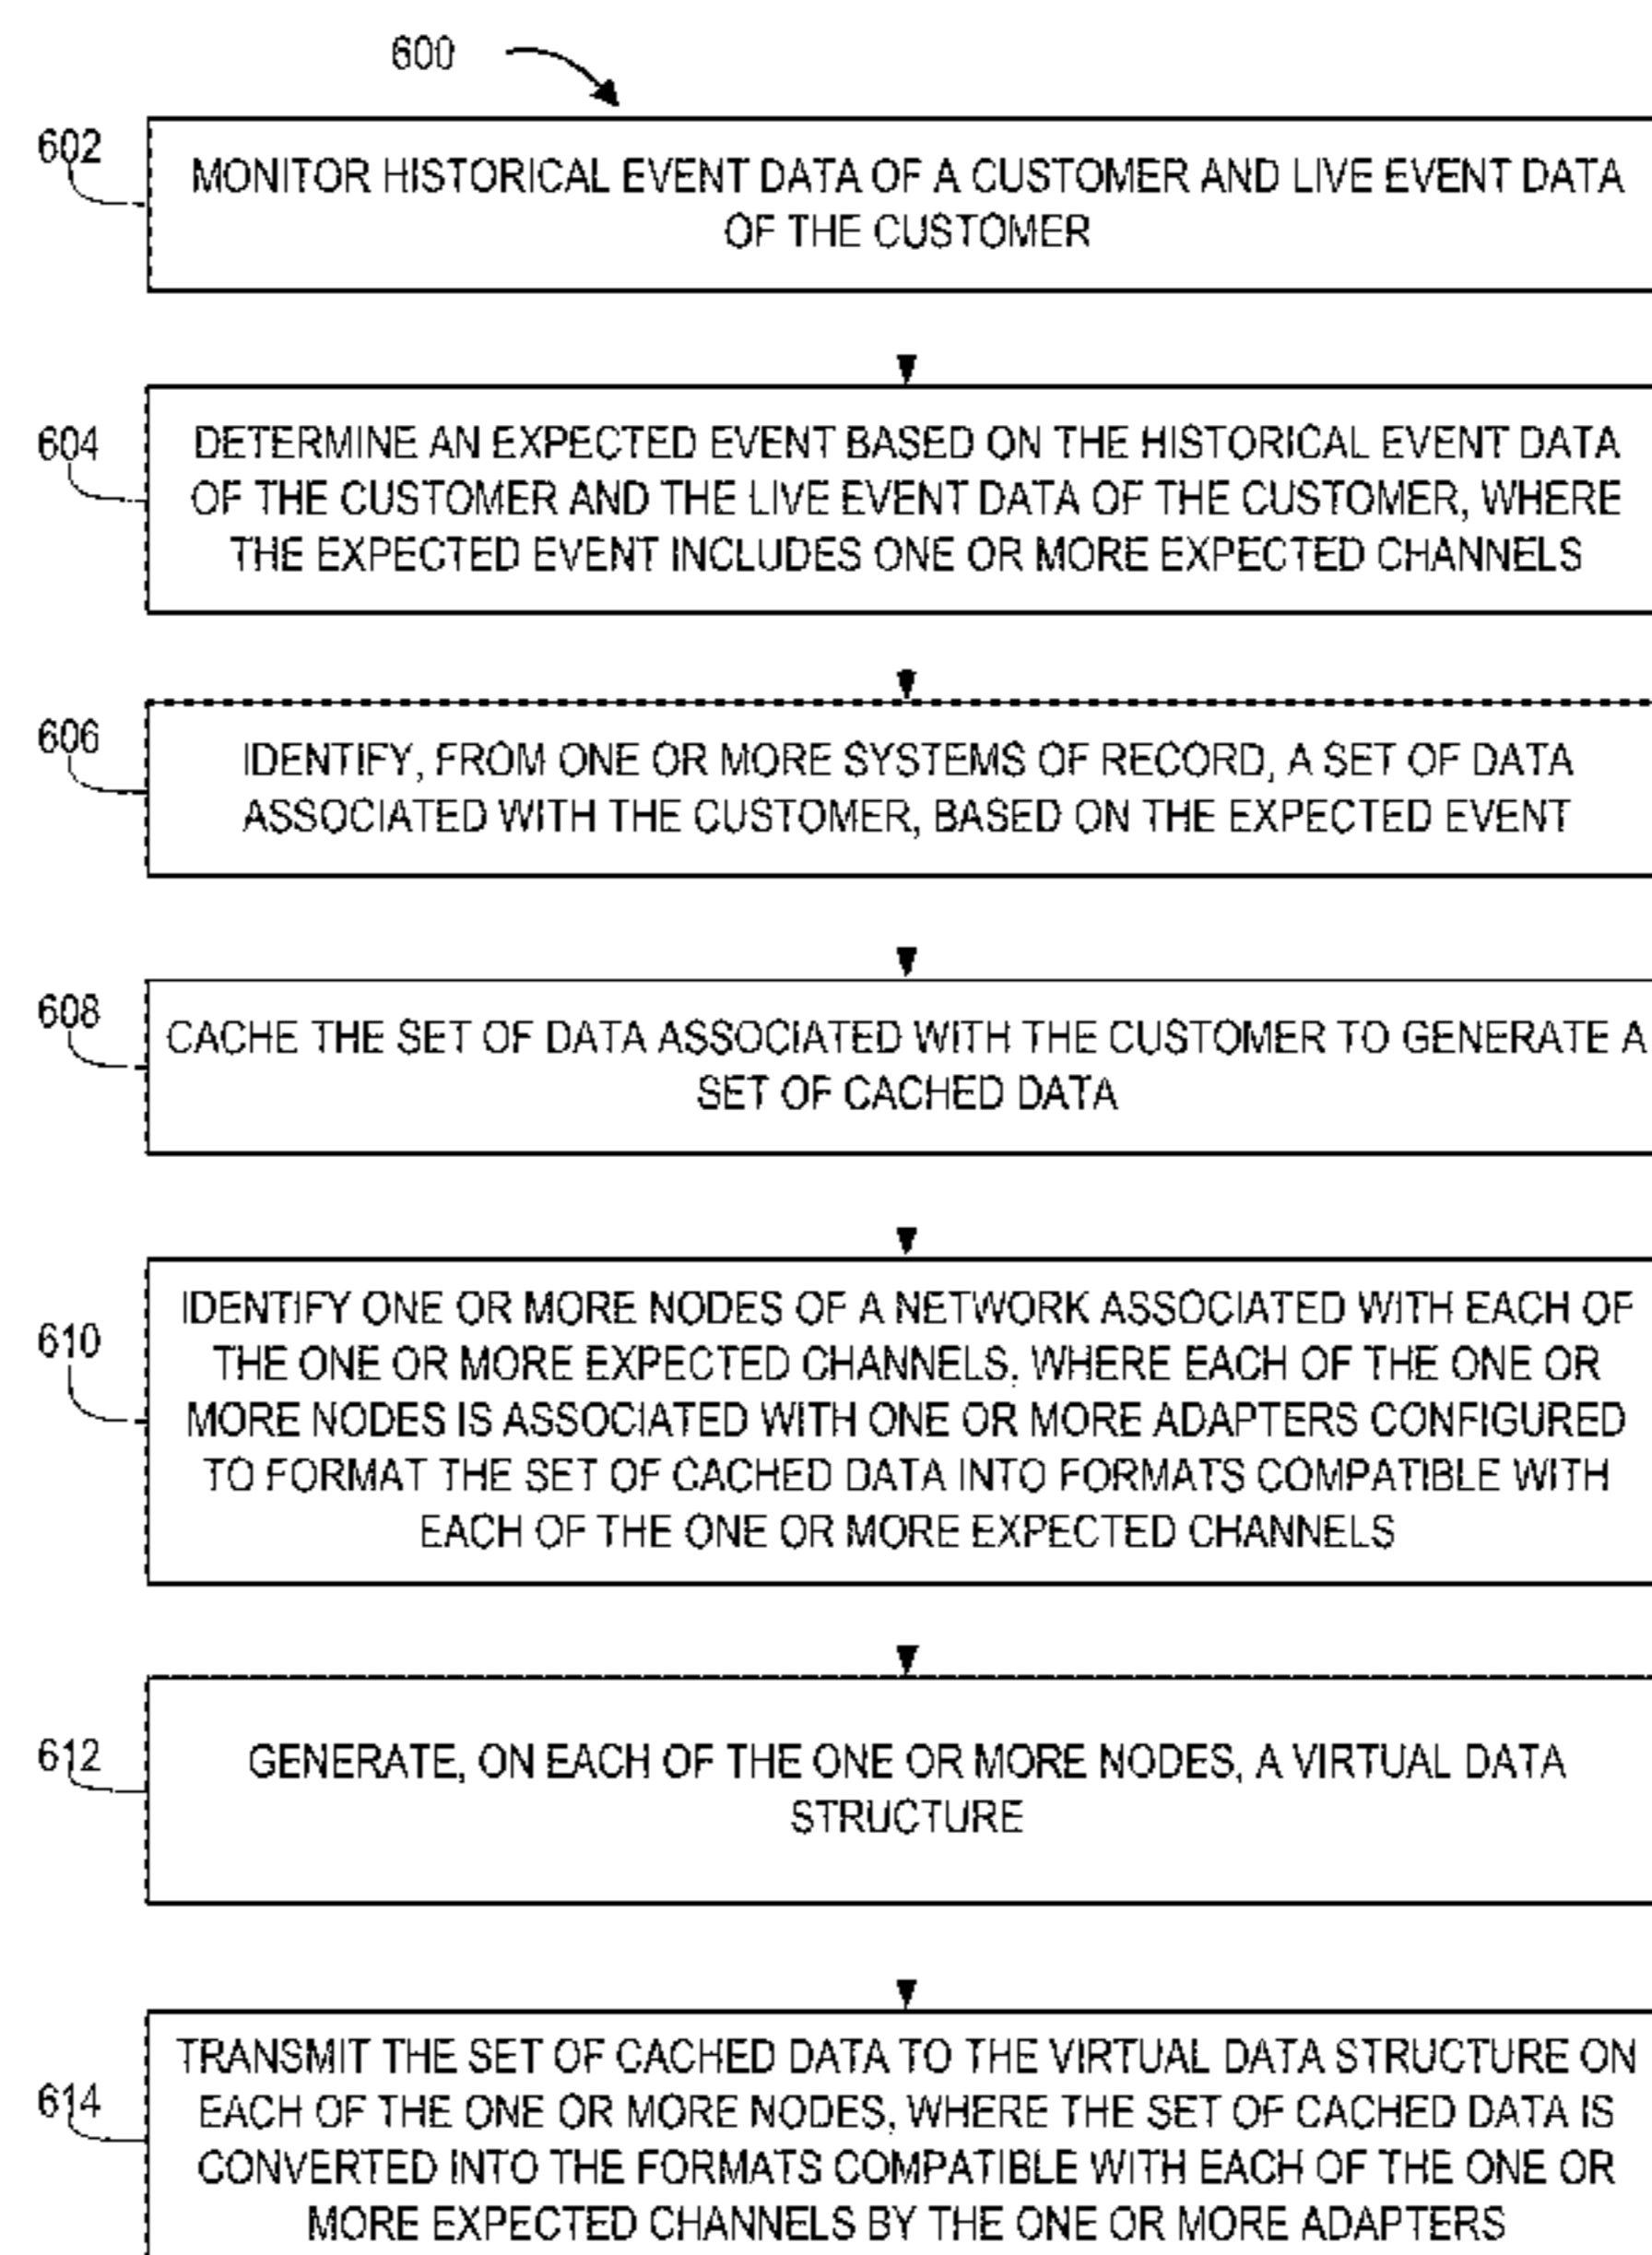 600
602
MONITOR HISTORICAL EVENT DATA OF A CUSTOMER AND LIVE EVENT DATA
OF THE CUSTOMER
604
DETERMINE AN EXPECTED EVENT BASED ON THE HISTORICAL EVENT DATA
OF THE CUSTOMER AND THE LIVE EVENT DATA OF THE CUSTOMER, WHERE
THE EXPECTED EVENT INCLUDES ONE OR MORE EXPECTED CHANNELS
606
IDENTIFY, FROM ONE OR MORE SYSTEMS OF RECORD, A SET OF DATA
ASSOCIATED WITH THE CUSTOMER, BASED ON THE EXPECTED EVENT
608
CACHE THE SET OF DATA ASSOCIATED WITH THE CUSTOMER TO GENERATE A
SET OF CACHED DATA
610
IDENTIFY ONE OR MORE NODES OF A NETWORK ASSOCIATED WITH EACH OF
THE ONE OR MORE EXPECTED CHANNELS, WHERE EACH OF THE ONE OR
MORE NODES IS ASSOCIATED WITH ONE OR MORE ADAPTERS CONFIGURED
TO FORMAT THE SET OF CACHED DATA INTO FORMATS COMPATIBLE WITH
EACH OF THE ONE OR MORE EXPECTED CHANNELS
612
GENERATE, ON EACH OF THE ONE OR MORE NODES, A VIRTUAL DATA
STRUCTURE
614
TRANSMIT THE SET OF CACHED DATA TO THE VIRTUAL DATA STRUCTURE ON
EACH OF THE ONE OR MORE NODES, WHERE THE SET OF CACHED DATA IS
CONVERTED INTO THE FORMATS COMPATIBLE WITH EACH OF THE ONE OR
MORE EXPECTED CHANNELS BY THE ONE OR MORE ADAPTERS